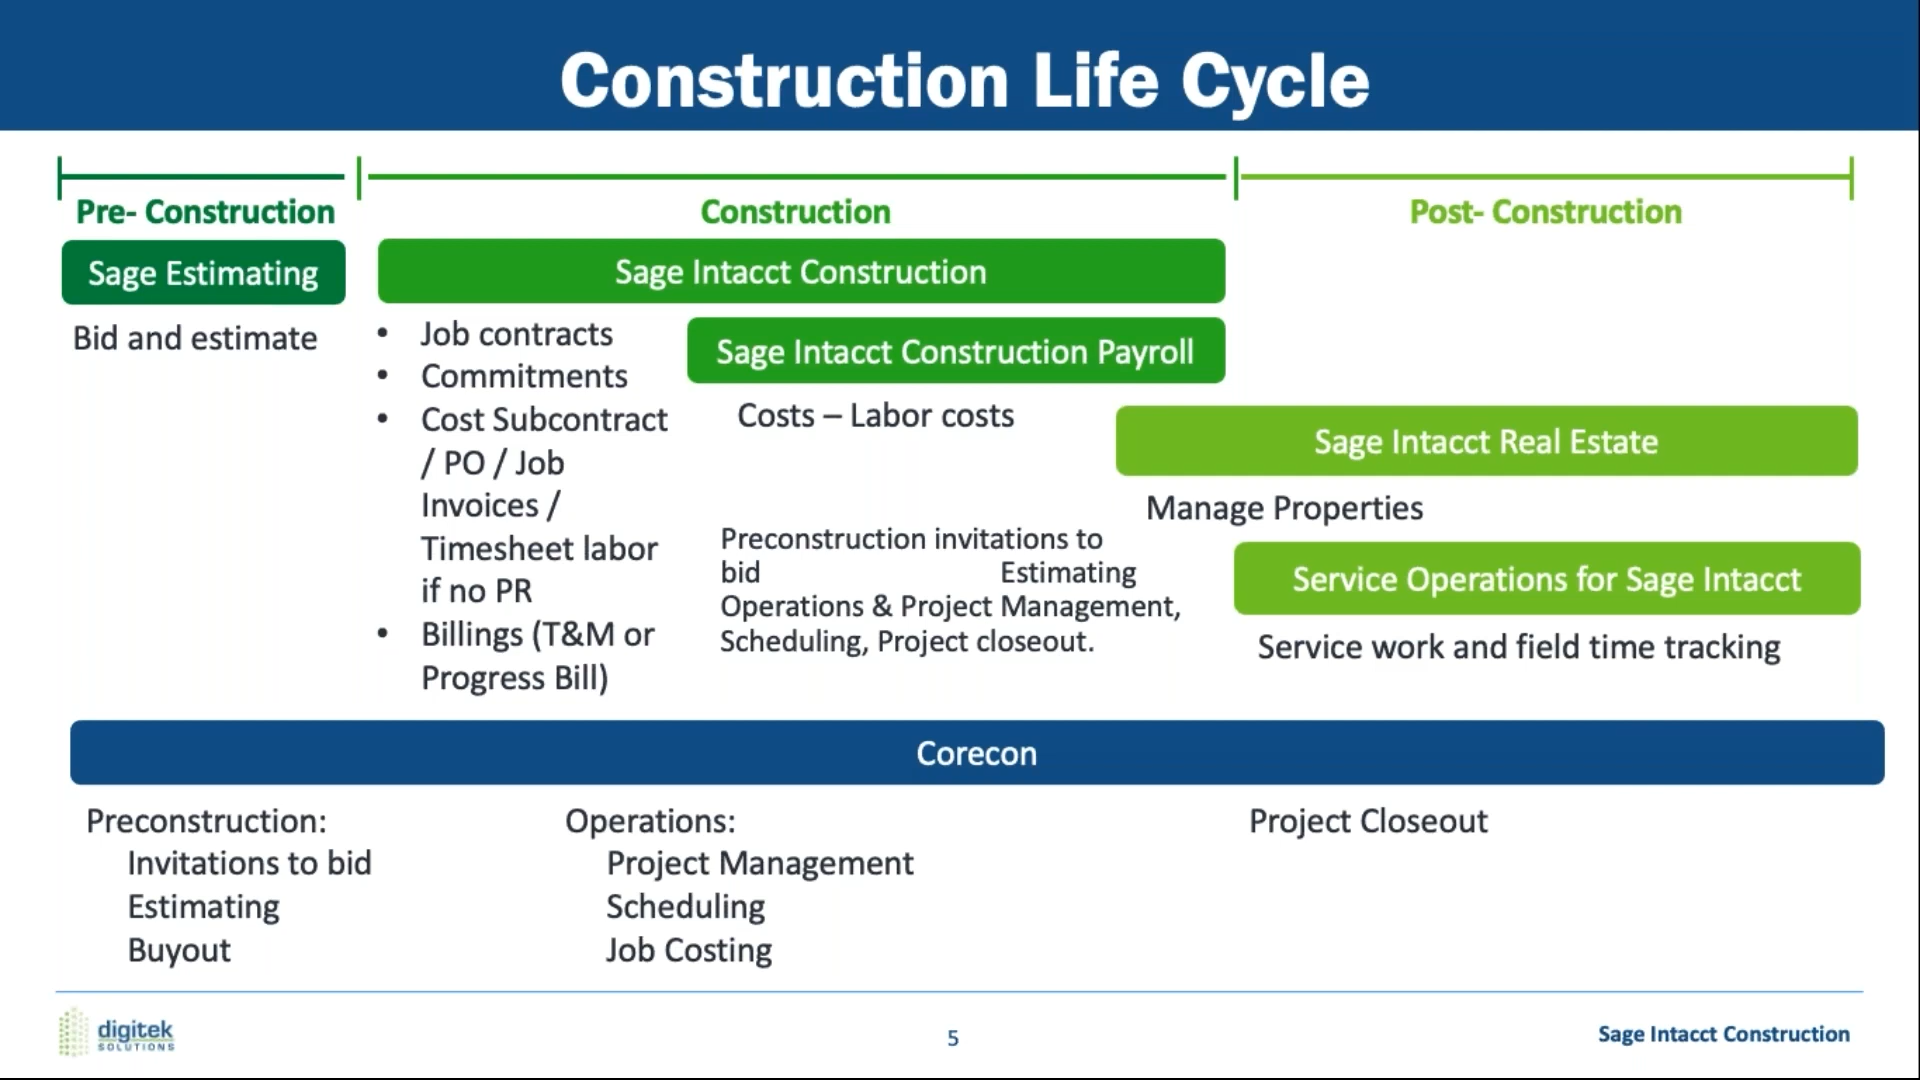 Construction Life Cycle
Pre- Construction
Construction
Post- Construction
Sage Estimating
Bid and estimate
Sage Intacct Construction
• Job contracts
• Commitments
• Cost Subcontract
/ PO / Job
Invoices /
Timesheet labor
if no PR
• Billings (T&M or
Progress Bill)
Sage Intacct Construction Payroll
Costs – Labor costs
Preconstruction invitations to
bid Estimating
Operations & Project Management,
Scheduling, Project closeout.
Sage Intacct Real Estate
Manage Properties
Service Operations for Sage Intacct
Service work and field time tracking
Corecon
Preconstruction:
Invitations to bid
Estimating
Buyout
Operations:
Project Management
Scheduling
Job Costing
Project Closeout
digitek
SOLUTIONS
5
Sage Intacct Construction